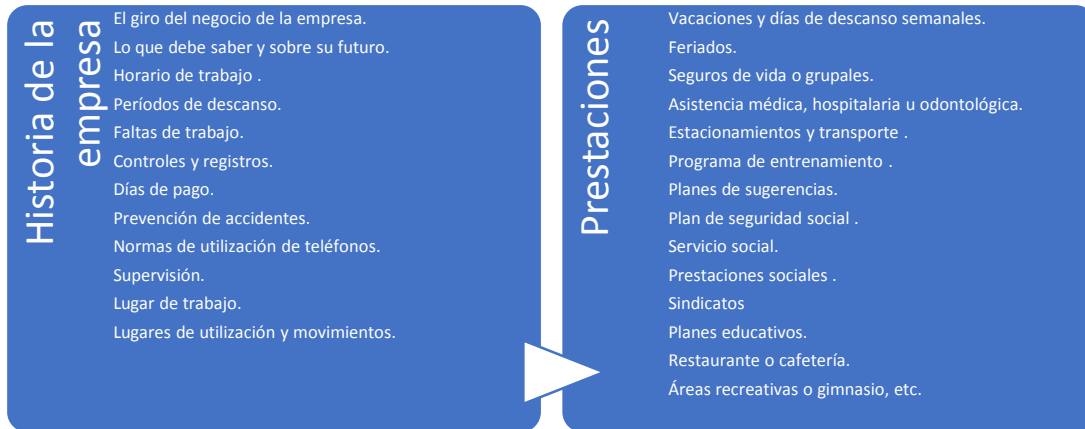 Historia de la
empresa
El giro del negocio de la empresa.
Lo que debe saber y sobre su futuro.
Horario de trabajo .
Períodos de descanso.
Faltas de trabajo.
Controles y registros.
Días de pago.
Prevención de accidentes.
Normas de utilización de teléfonos.
Supervisión.
Lugar de trabajo.
Lugares de utilización y movimientos.
Prestaciones
Vacaciones y días de descanso semanales.
Feriados.
Seguros de vida o grupales.
Asistencia médica, hospitalaria u odontológica.
Estacionamientos y transporte .
Programa de entrenamiento .
Planes de sugerencias.
Plan de seguridad social .
Servicio social.
Prestaciones sociales .
Sindicatos
Planes educativos.
Restaurante o cafetería.
Áreas recreativas o gimnasio, etc.